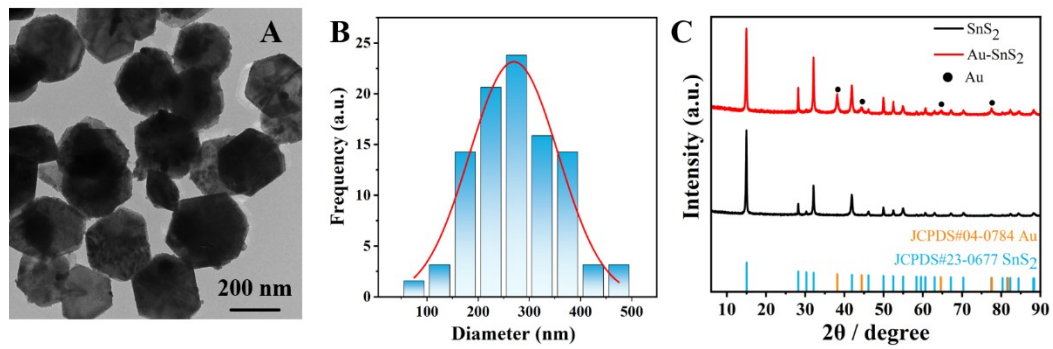 A
200 nm
B
Frequency (a.u.)
25
20
15
10
5
0
100 200 300 400 500
Diameter (nm)
C
SnS₂
Au-SnS₂
Au
Intensity (a.u.)
JCPDS#04-0784 Au
JCPDS#23-0677 SnS₂
10 20 30 40 50 60 70 80 90
2θ / degree